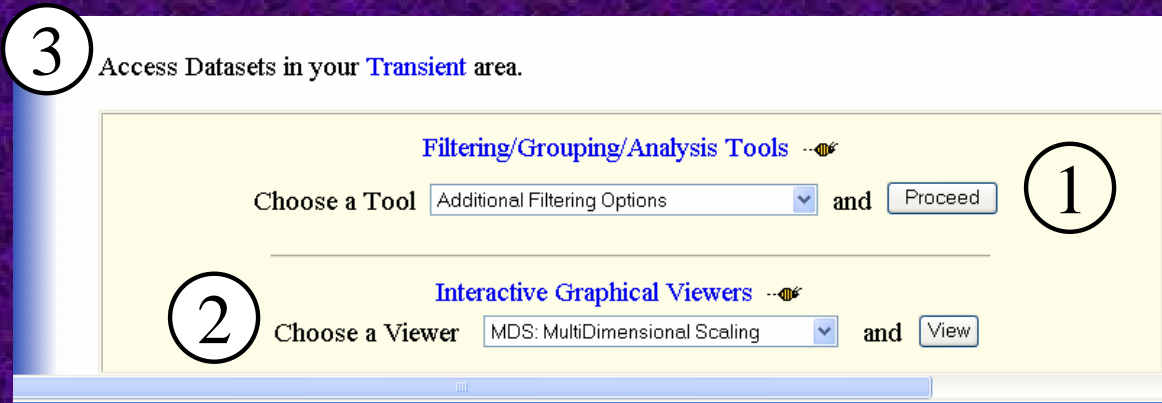 3
Access Datasets in your Transient area.
Filtering/Grouping/Analysis Tools
Choose a Tool Additional Filtering Options and Proceed
1
Interactive Graphical Viewers
2
Choose a Viewer MDS: MultiDimensional Scaling and View